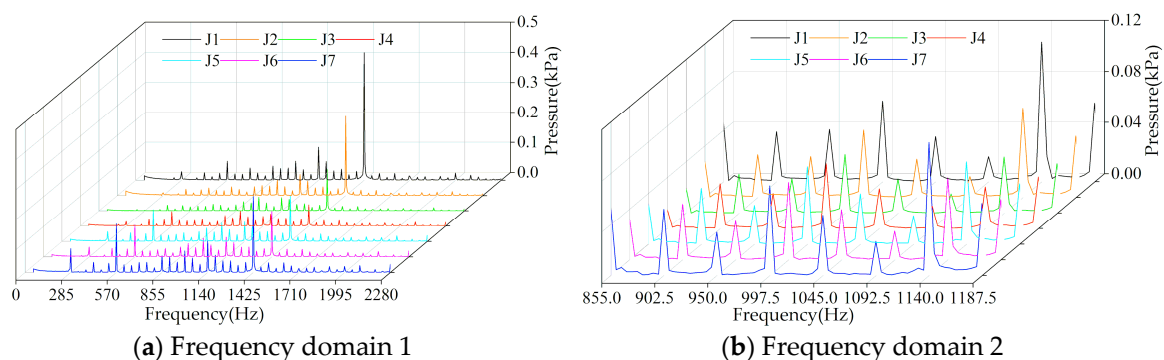 0.5
J1 J2 J3 J4
J5 J6 J7
0.4
0.3
0.2
0.1
0.0
Pressure(kPa)
0 285 570 855 1140 1425 1710 1995 2280
Frequency(Hz)
(a) Frequency domain 1
0.12
J1 J2 J3 J4
J5 J6 J7
0.08
0.04
0.00
Pressure(kPa)
855.0 902.5 950.0 997.5 1045.0 1092.5 1140.0 1187.5
Frequency(Hz)
(b) Frequency domain 2